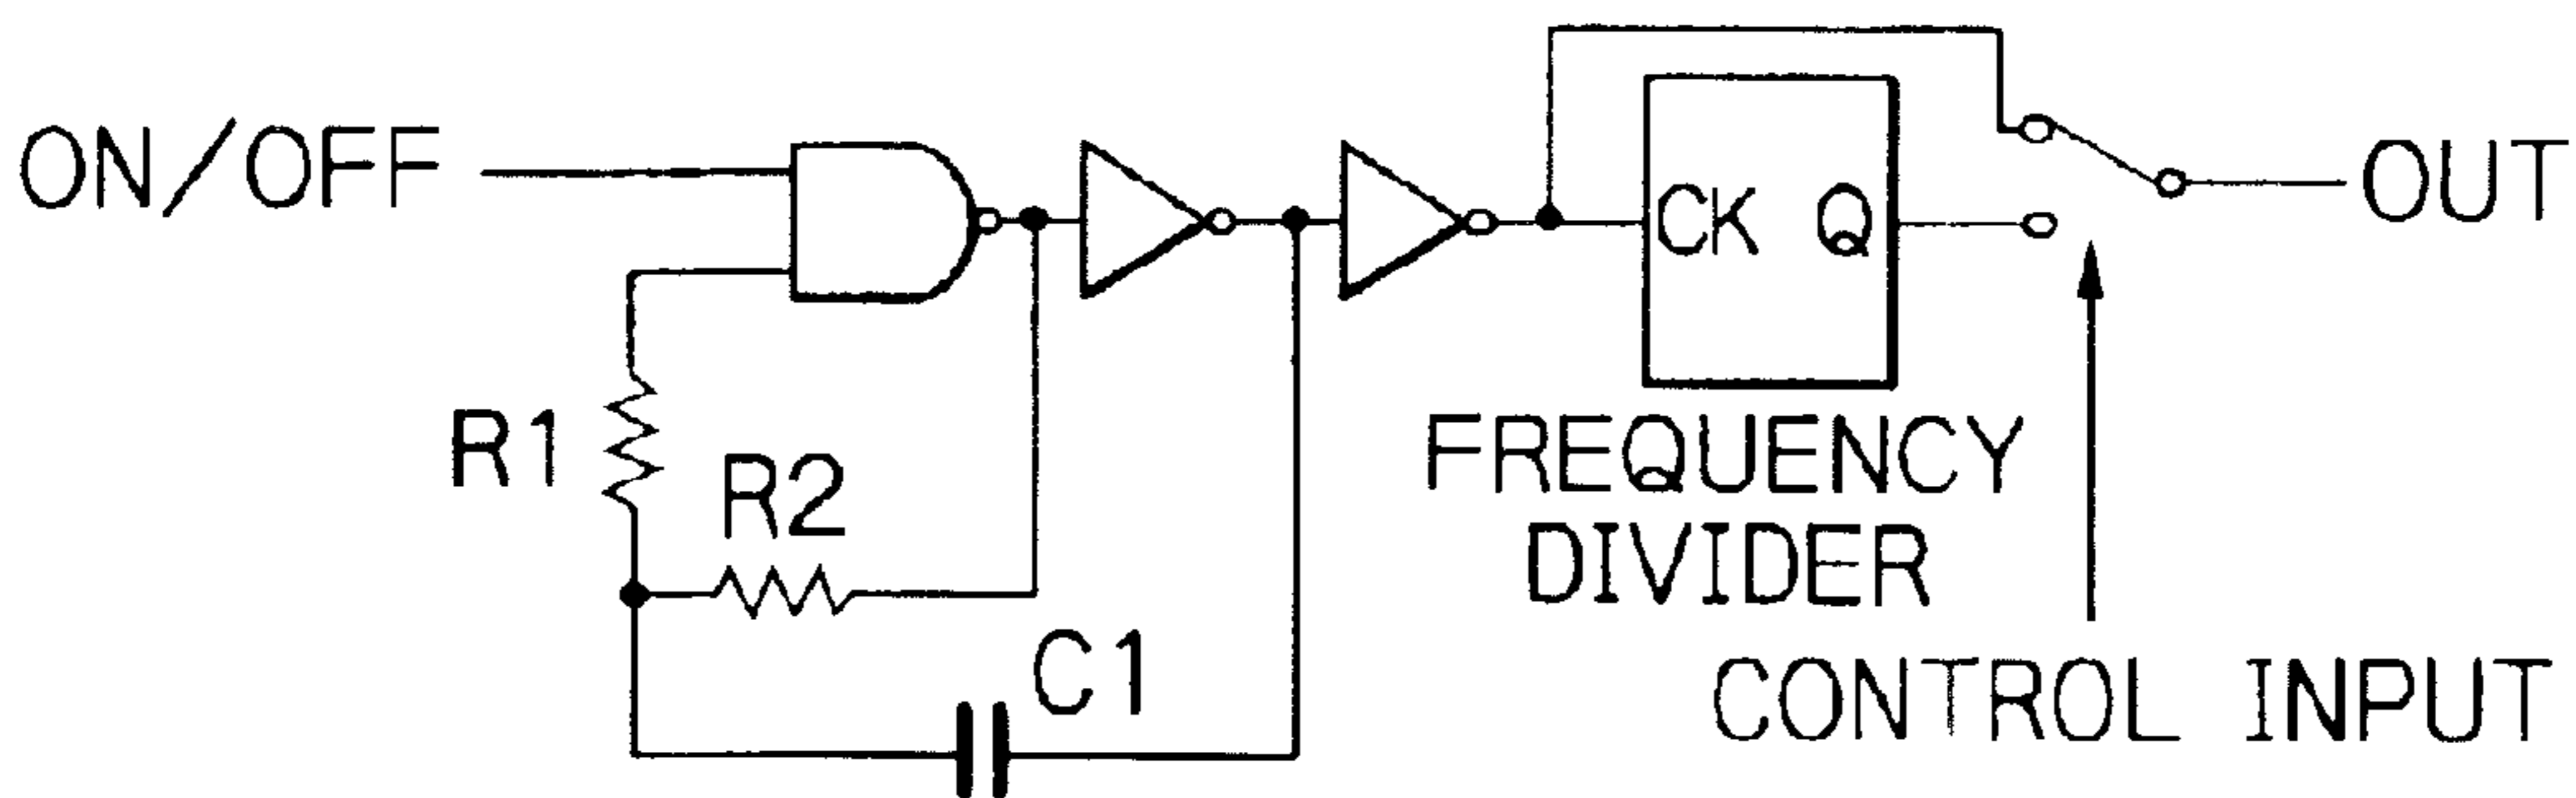 ON/OFF
CK Q
OUT
R1
R2
C1
FREQUENCY
DIVIDER
CONTROL INPUT